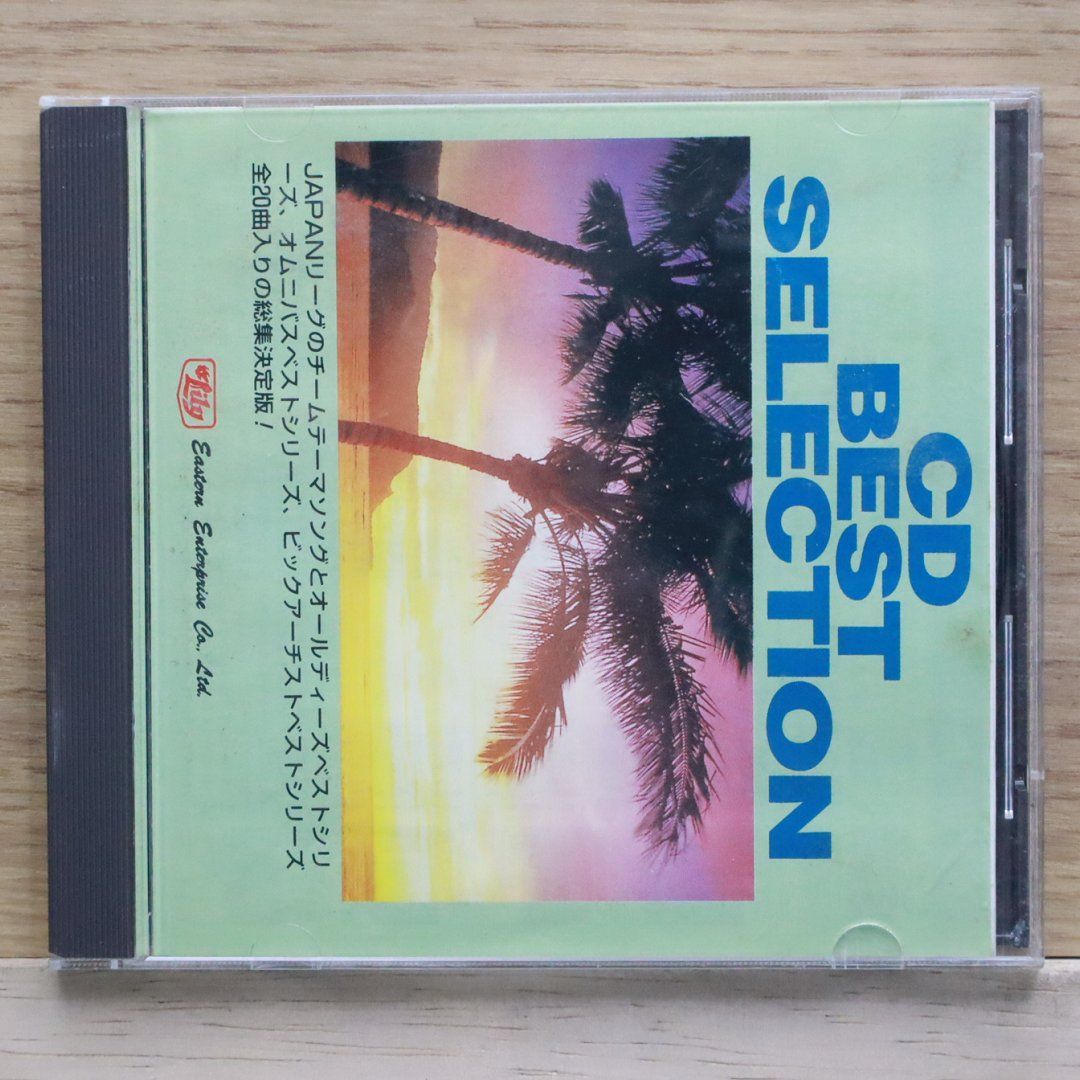 CD
BEST
SELECTION
JAPANリーグのチームテーマソングとオールディーズベストシリ
ーズ、オムニバスベストシリーズ、ビックアーチストベストシリーズ
全20曲入りの総集決定版！
Lily
Eastern Enterprise Co., Ltd.